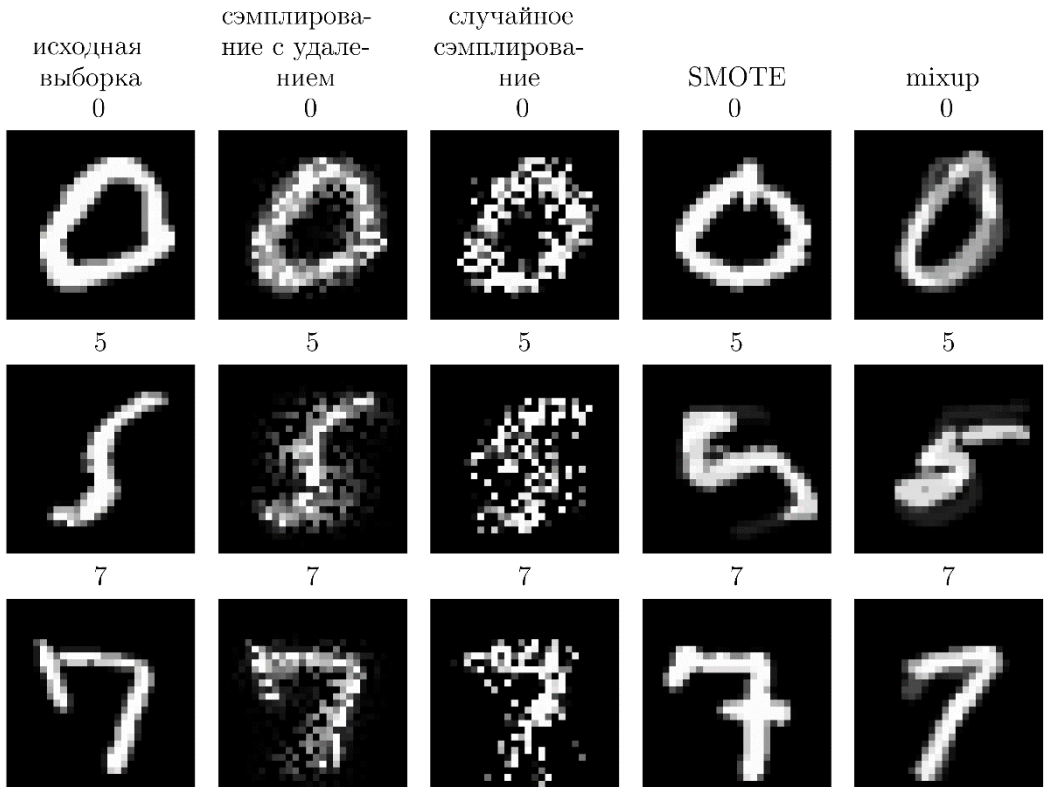 исходная
выборка
0
сэмплирова-
ние с удале-
нием
0
случайное
сэмплирова-
ние
0
SMOTE
0
mixup
0
5 5 5 5 5
7 7 7 7 7